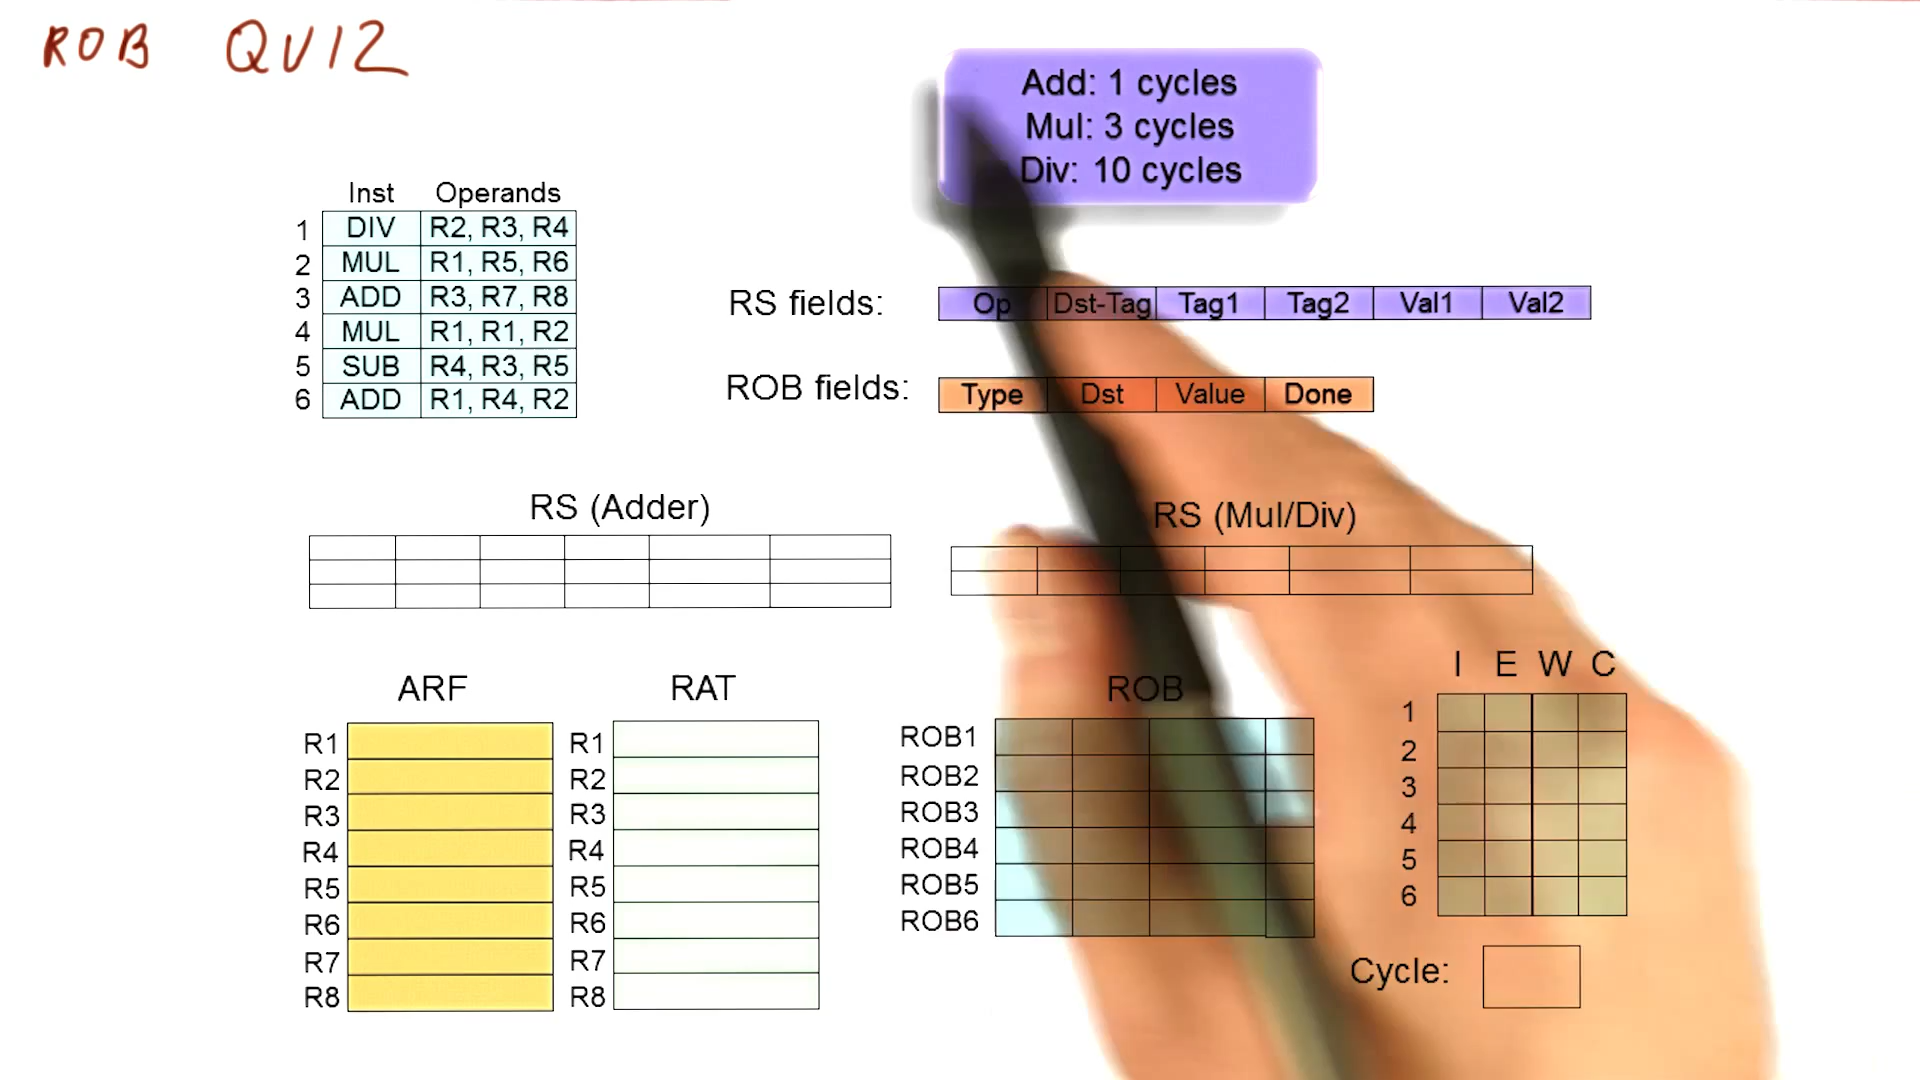 ROB QUIZ
Add: 1 cycles
Mul: 3 cycles
Div: 10 cycles
Inst Operands
1 DIV R2, R3, R4
2 MUL R1, R5, R6
3 ADD R3, R7, R8
4 MUL R1, R1, R2
5 SUB R4, R3, R5
6 ADD R1, R4, R2
RS fields: Op Dst-Tag Tag1 Tag2 Val1 Val2
ROB fields: Type Dst Value Done
RS (Adder)
RS (Mul/Div)
ARF
R1
R2
R3
R4
R5
R6
R7
R8
RAT
R1
R2
R3
R4
R5
R6
R7
R8
ROB
ROB1
ROB2
ROB3
ROB4
ROB5
ROB6
I E W C
1
2
3
4
5
6
Cycle: